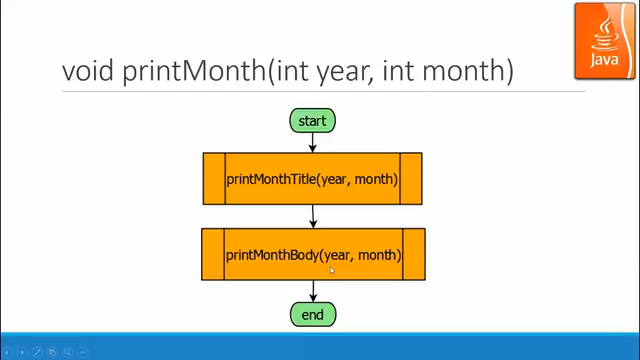 void printMonth(int year, int month)
Java
start
printMonthTitle(year, month)
printMonthBody(year, month)
end